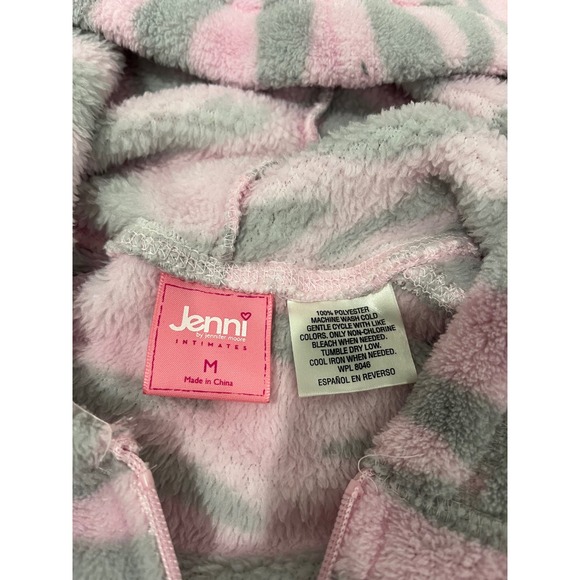 Jenni
by jennifer moore
INTIMATES
M
Made in China
100% POLYESTER
MACHINE WASH COLD.
GENTLE CYCLE WITH LIKE
COLORS. ONLY NON-CHLORINE
BLEACH WHEN NEEDED.
TUMBLE DRY LOW.
COOL IRON WHEN NEEDED.
WPL 8046
ESPAÑOL EN REVERSO